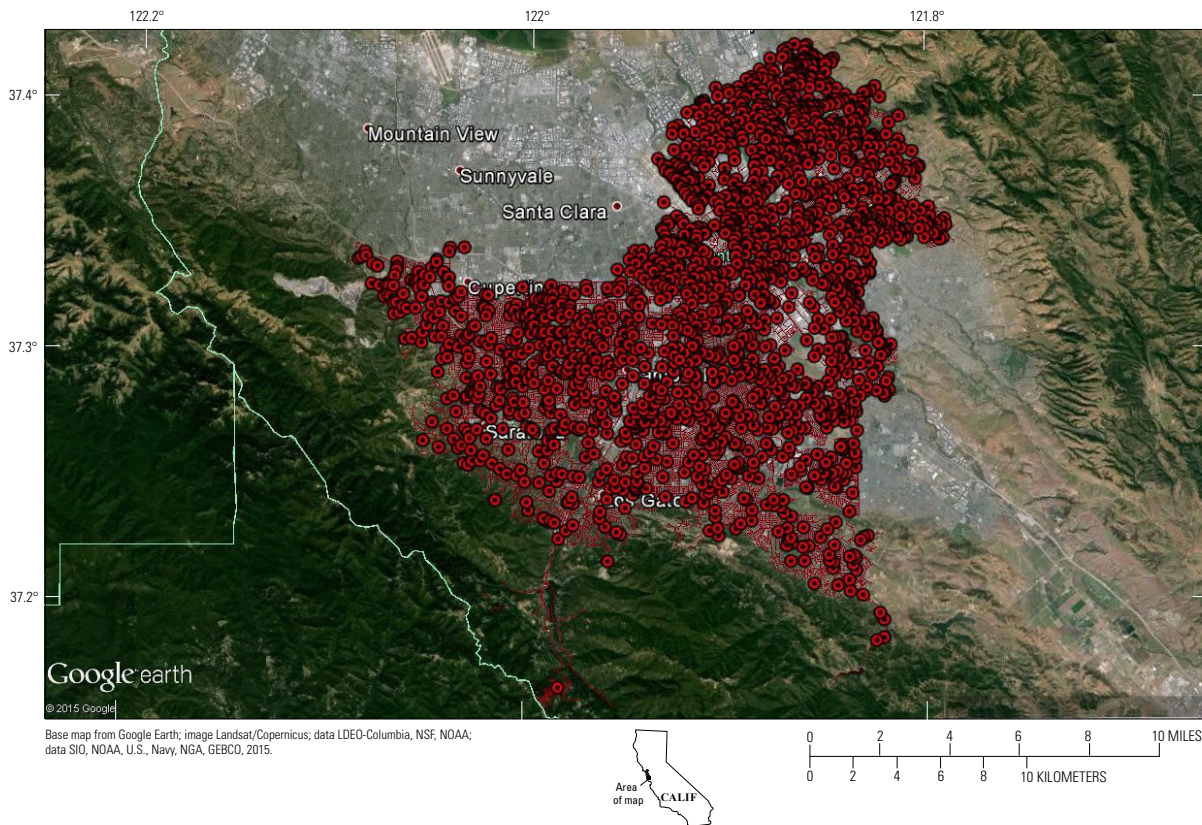 122.2°
122°
121.8°
37.4°
Mountain View
Sunnyvale
Santa Clara
37.3°
37.2°
Google earth
© 2015 Google
Base map from Google Earth; image Landsat/Copernicus; data LDEO-Columbia, NSF, NOAA;
data SIO, NOAA, U.S., Navy, NGA, GEBCO, 2015.
Area
of map
CALIF
0 2 4 6 8 10 MILES
0 2 4 6 8 10 KILOMETERS